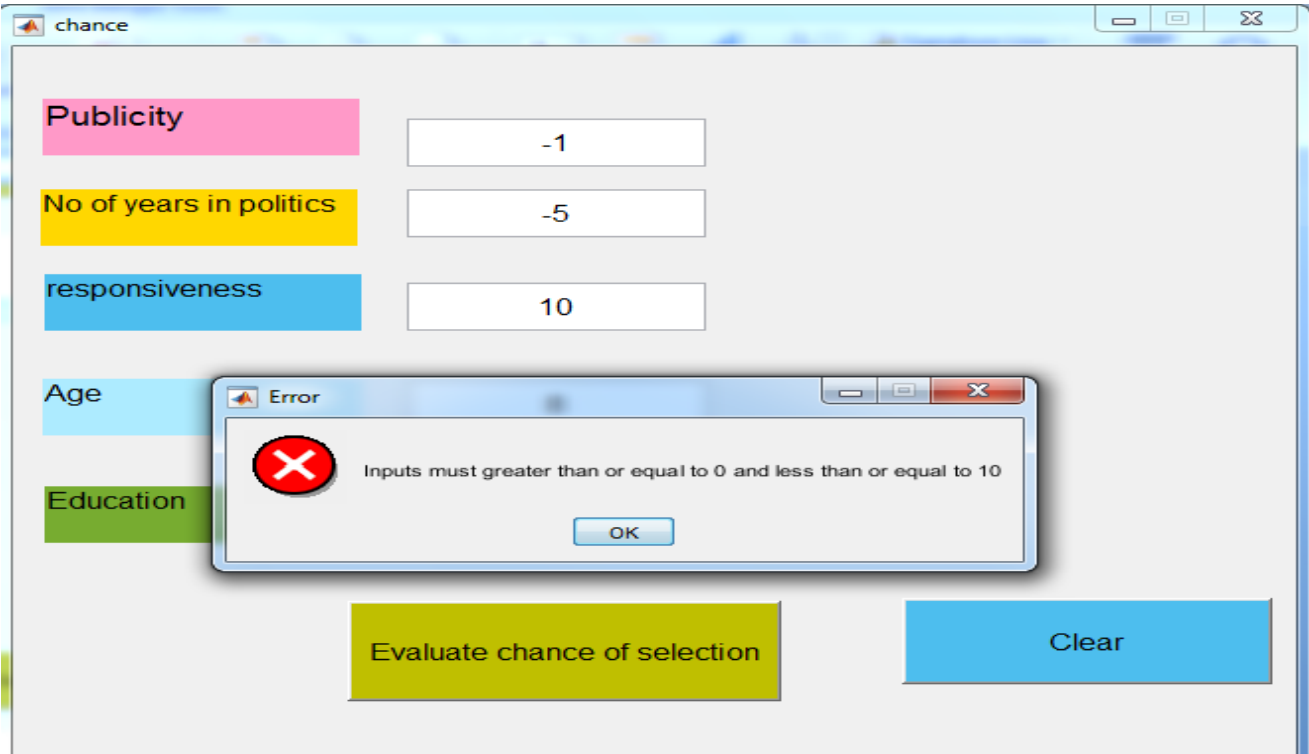 chance
Publicity
-1
No of years in politics
-5
responsiveness
10
Age
Error
Inputs must greater than or equal to 0 and less than or equal to 10
OK
Education
Evaluate chance of selection
Clear